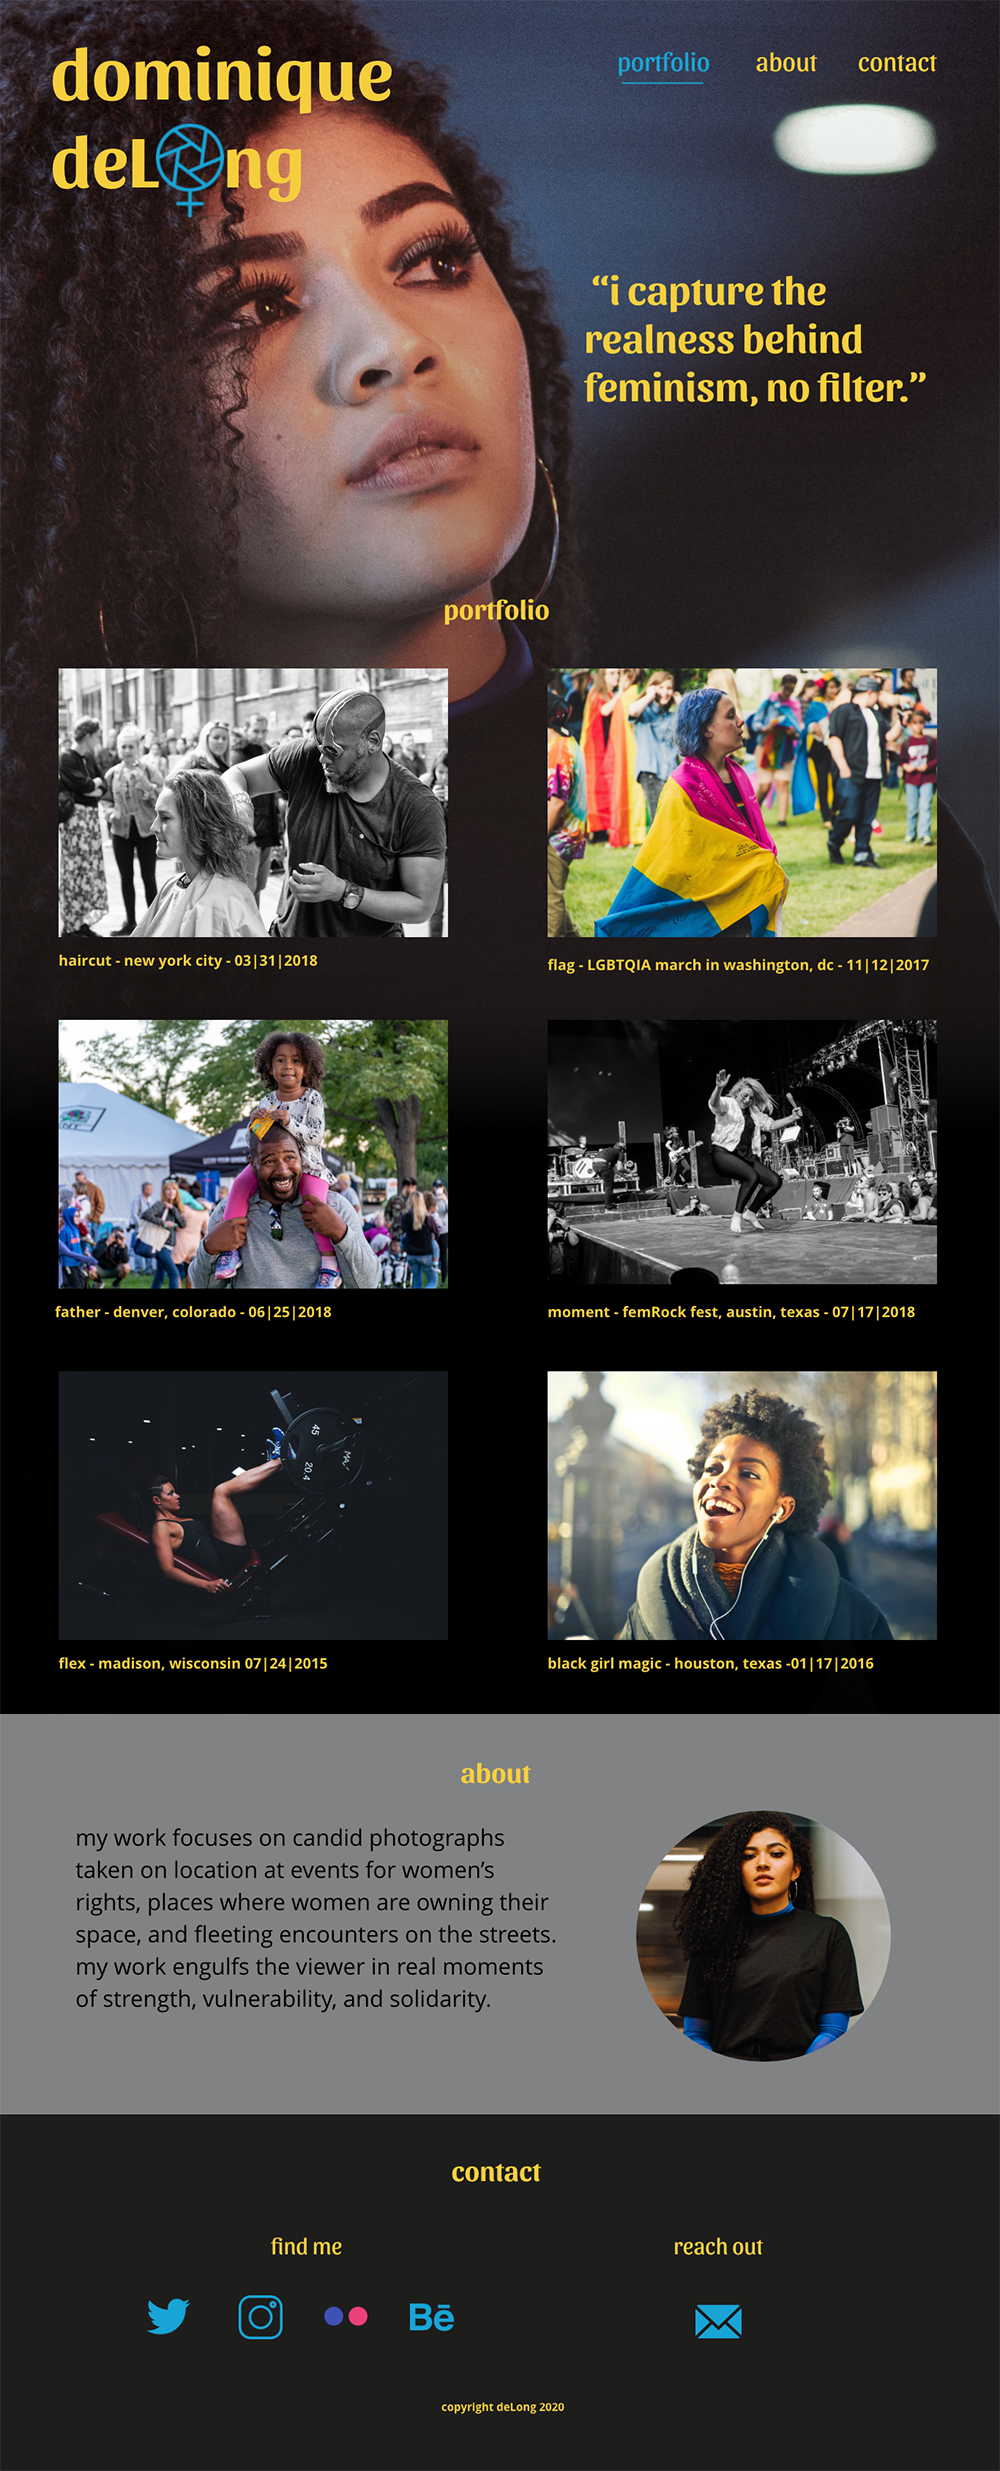 dominique
deLong
portfolio about contact
“i capture the
realness behind
feminism, no filter.”
portfolio
haircut - new york city - 03|31|2018
flag - LGBTQIA march in washington, dc - 11|12|2017
NT
father - denver, colorado - 06|25|2018
moment - femRock fest, austin, texas - 07|17|2018
45
20.4
flex - madison, wisconsin 07|24|2015
black girl magic - houston, texas -01|17|2016
about
my work focuses on candid photographs
taken on location at events for women’s
rights, places where women are owning their
space, and fleeting encounters on the streets.
my work engulfs the viewer in real moments
of strength, vulnerability, and solidarity.
contact
find me
reach out
Bē
copyright deLong 2020